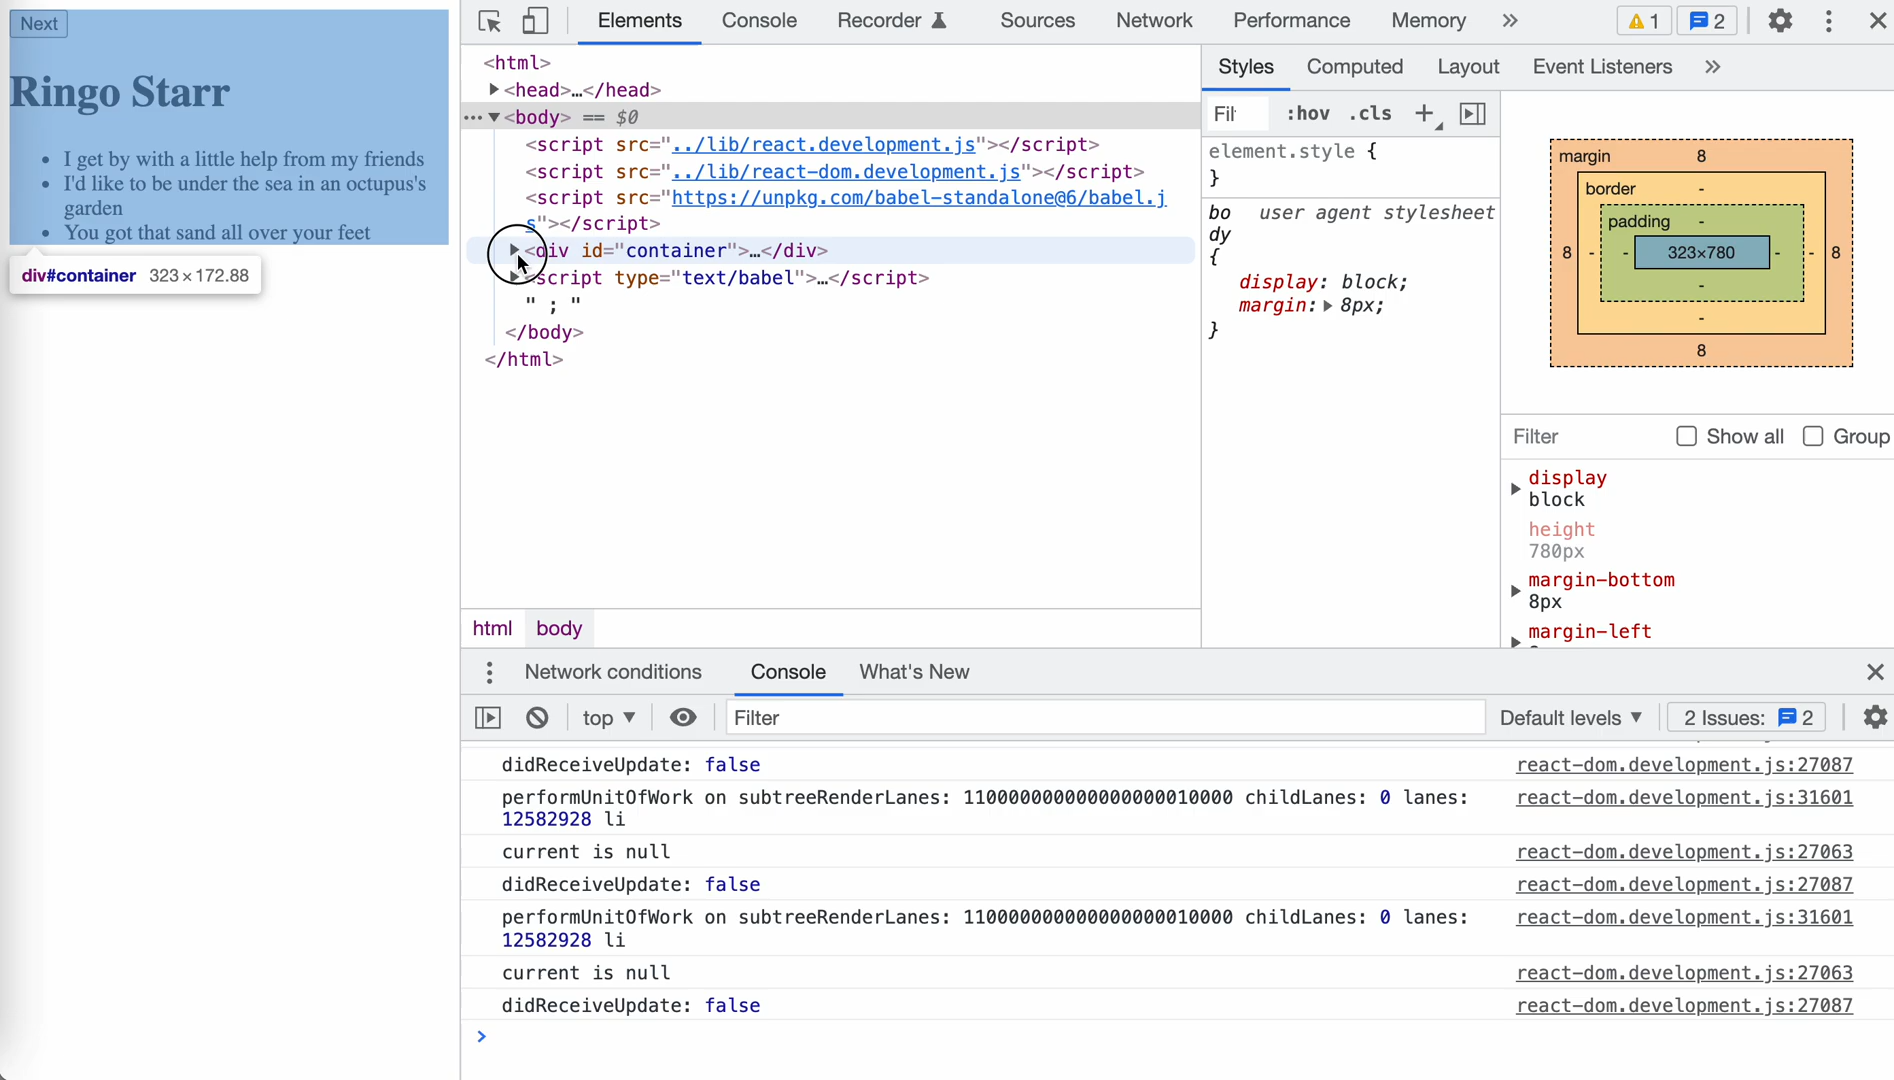 Next
Ringo Starr
• I get by with a little help from my friends
• I'd like to be under the sea in an octupus's
garden
• You got that sand all over your feet
div#container 323×172.88
Elements Console Recorder Sources Network Performance Memory » 1 2
<html>
<head>…</head>
<body> == $0
<script src="../lib/react.development.js"></script>
<script src="../lib/react-dom.development.js"></script>
<script src="https://unpkg.com/babel-standalone@6/babel.j
s"></script>
<div id="container">…</div>
<script type="text/babel">…</script>
" ; "
</body>
</html>
html body
Styles Computed Layout Event Listeners »
Fil :hov .cls +
element.style {
}
bo user agent stylesheet
dy
{
display: block;
margin: 8px;
}
margin 8
border -
padding -
8 - - 323×780 - - 8
-
-
8
Filter Show all Group
display
block
height
780px
margin-bottom
8px
margin-left
Network conditions Console What's New
top Filter Default levels 2 Issues: 2
didReceiveUpdate: false react-dom.development.js:27087
performUnitOfWork on subtreeRenderLanes: 110000000000000000010000 childLanes: 0 lanes: react-dom.development.js:31601
12582928 li
current is null react-dom.development.js:27063
didReceiveUpdate: false react-dom.development.js:27087
performUnitOfWork on subtreeRenderLanes: 110000000000000000010000 childLanes: 0 lanes: react-dom.development.js:31601
12582928 li
current is null react-dom.development.js:27063
didReceiveUpdate: false react-dom.development.js:27087
>